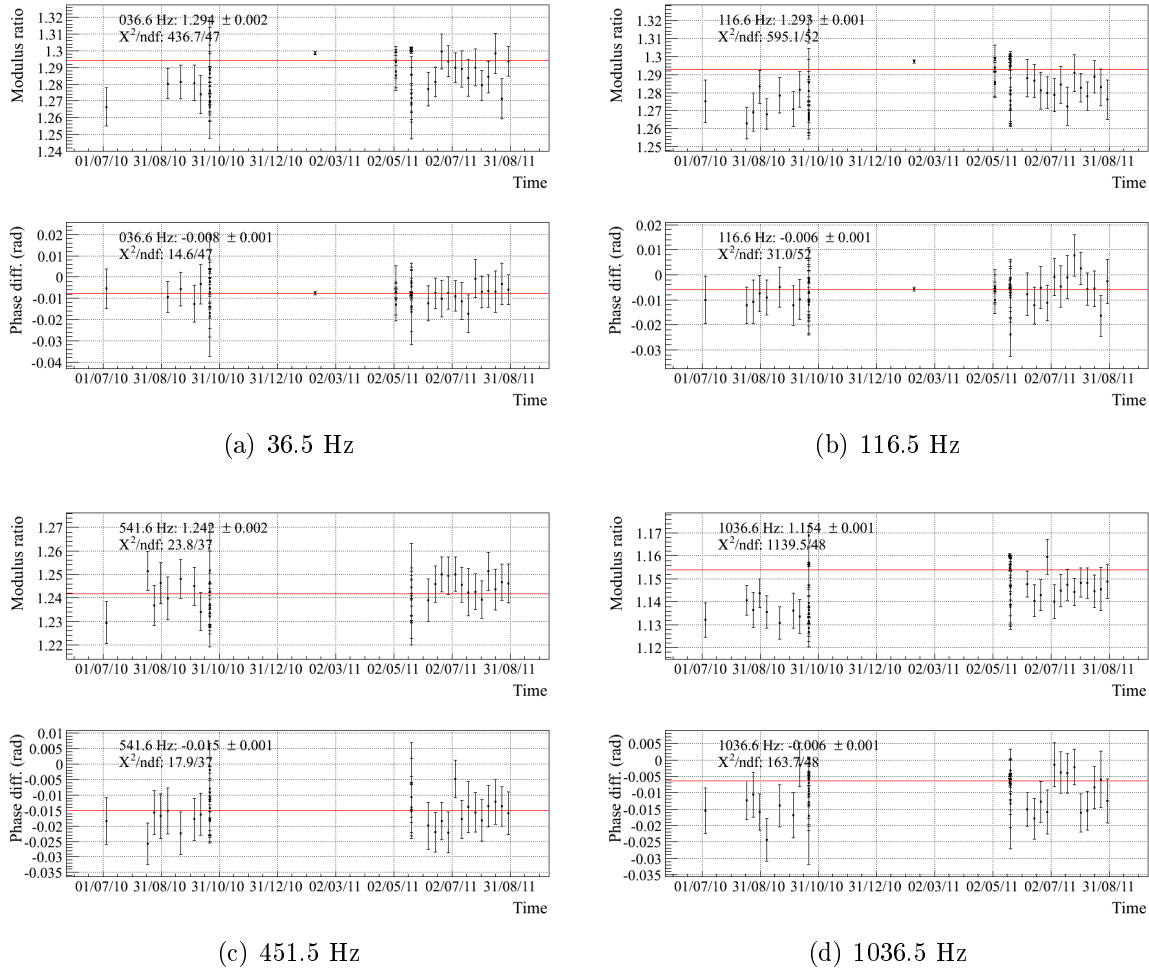 Modulus ratio
036.6 Hz: 1.294 ± 0.002
X²/ndf: 436.7/47
1.32
1.31
1.3
1.29
1.28
1.27
1.26
1.25
1.24
01/07/10 31/08/10 31/10/10 31/12/10 02/03/11 02/05/11 02/07/11 31/08/11
Time
Phase diff. (rad)
036.6 Hz: -0.008 ± 0.001
X²/ndf: 14.6/47
0.02
0.01
0
-0.01
-0.02
-0.03
-0.04
01/07/10 31/08/10 31/10/10 31/12/10 02/03/11 02/05/11 02/07/11 31/08/11
Time
(a) 36.5 Hz
Modulus ratio
116.6 Hz: 1.293 ± 0.001
X²/ndf: 595.1/52
1.32
1.31
1.3
1.29
1.28
1.27
1.26
1.25
01/07/10 31/08/10 31/10/10 31/12/10 02/03/11 02/05/11 02/07/11 31/08/11
Time
Phase diff. (rad)
116.6 Hz: -0.006 ± 0.001
X²/ndf: 31.0/52
0.02
0.01
0
-0.01
-0.02
-0.03
01/07/10 31/08/10 31/10/10 31/12/10 02/03/11 02/05/11 02/07/11 31/08/11
Time
(b) 116.5 Hz
Modulus ratio
541.6 Hz: 1.242 ± 0.002
X²/ndf: 23.8/37
1.27
1.26
1.25
1.24
1.23
1.22
01/07/10 31/08/10 31/10/10 31/12/10 02/03/11 02/05/11 02/07/11 31/08/11
Time
Phase diff. (rad)
541.6 Hz: -0.015 ± 0.001
X²/ndf: 17.9/37
0.01
0.005
0
-0.005
-0.01
-0.015
-0.02
-0.025
-0.03
-0.035
01/07/10 31/08/10 31/10/10 31/12/10 02/03/11 02/05/11 02/07/11 31/08/11
Time
(c) 451.5 Hz
Modulus ratio
1036.6 Hz: 1.154 ± 0.001
X²/ndf: 1139.5/48
1.17
1.16
1.15
1.14
1.13
1.12
01/07/10 31/08/10 31/10/10 31/12/10 02/03/11 02/05/11 02/07/11 31/08/11
Time
Phase diff. (rad)
1036.6 Hz: -0.006 ± 0.001
X²/ndf: 163.7/48
0.005
0
-0.005
-0.01
-0.015
-0.02
-0.025
-0.03
-0.035
01/07/10 31/08/10 31/10/10 31/12/10 02/03/11 02/05/11 02/07/11 31/08/11
Time
(d) 1036.5 Hz